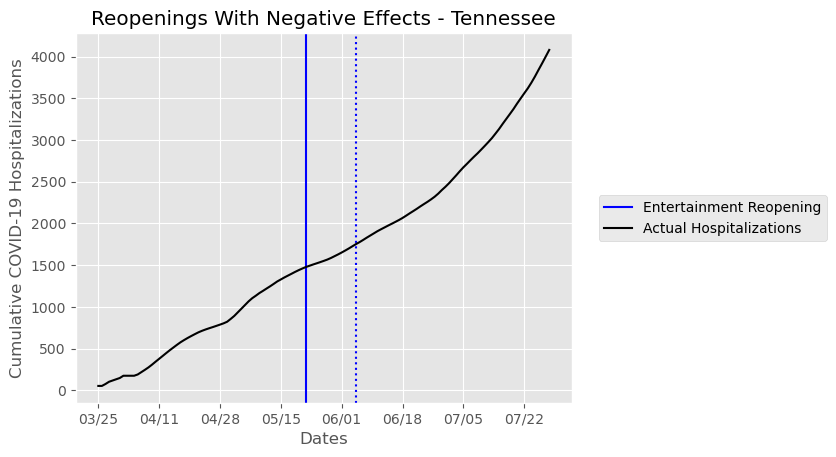 Reopenings With Negative Effects - Tennessee
Cumulative COVID-19 Hospitalizations
4000
3500
3000
2500
2000
1500
1000
500
0
03/25 04/11 04/28 05/15 06/01 06/18 07/05 07/22
Dates
Entertainment Reopening
Actual Hospitalizations